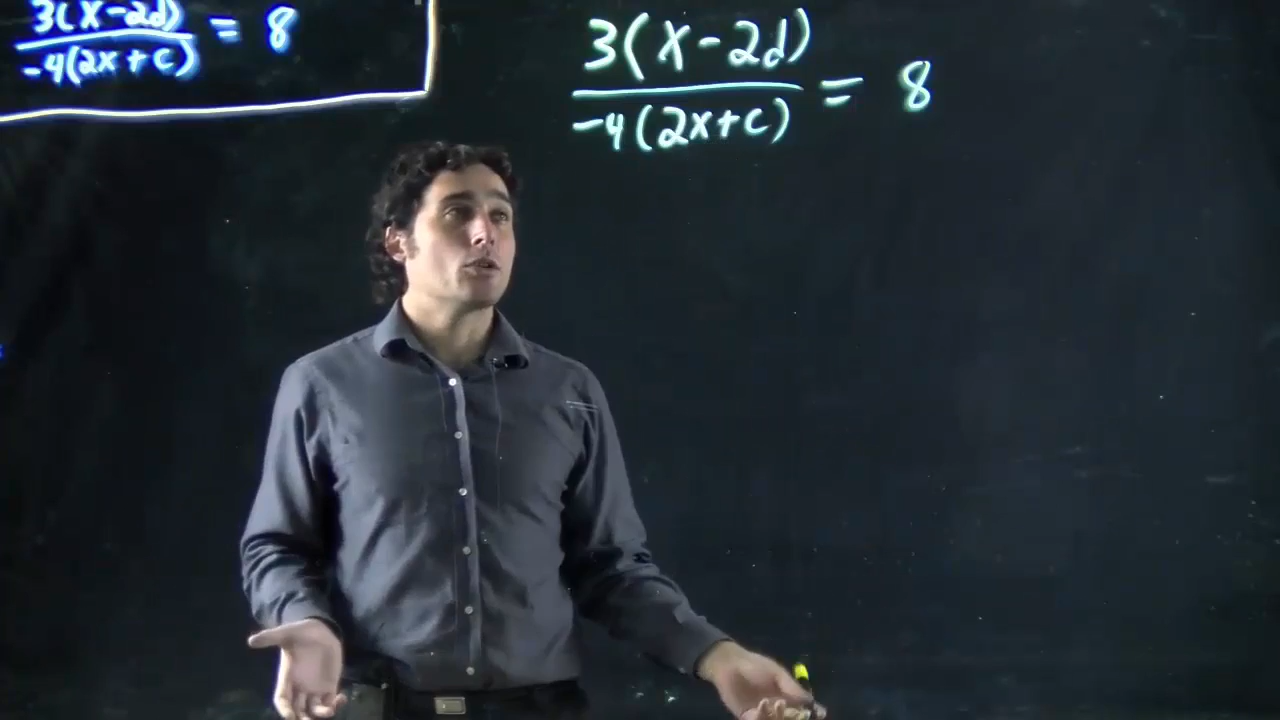 3(x-2d)
-4(2x+c) = 8
3(x-2d)
-4(2x+c) = 8